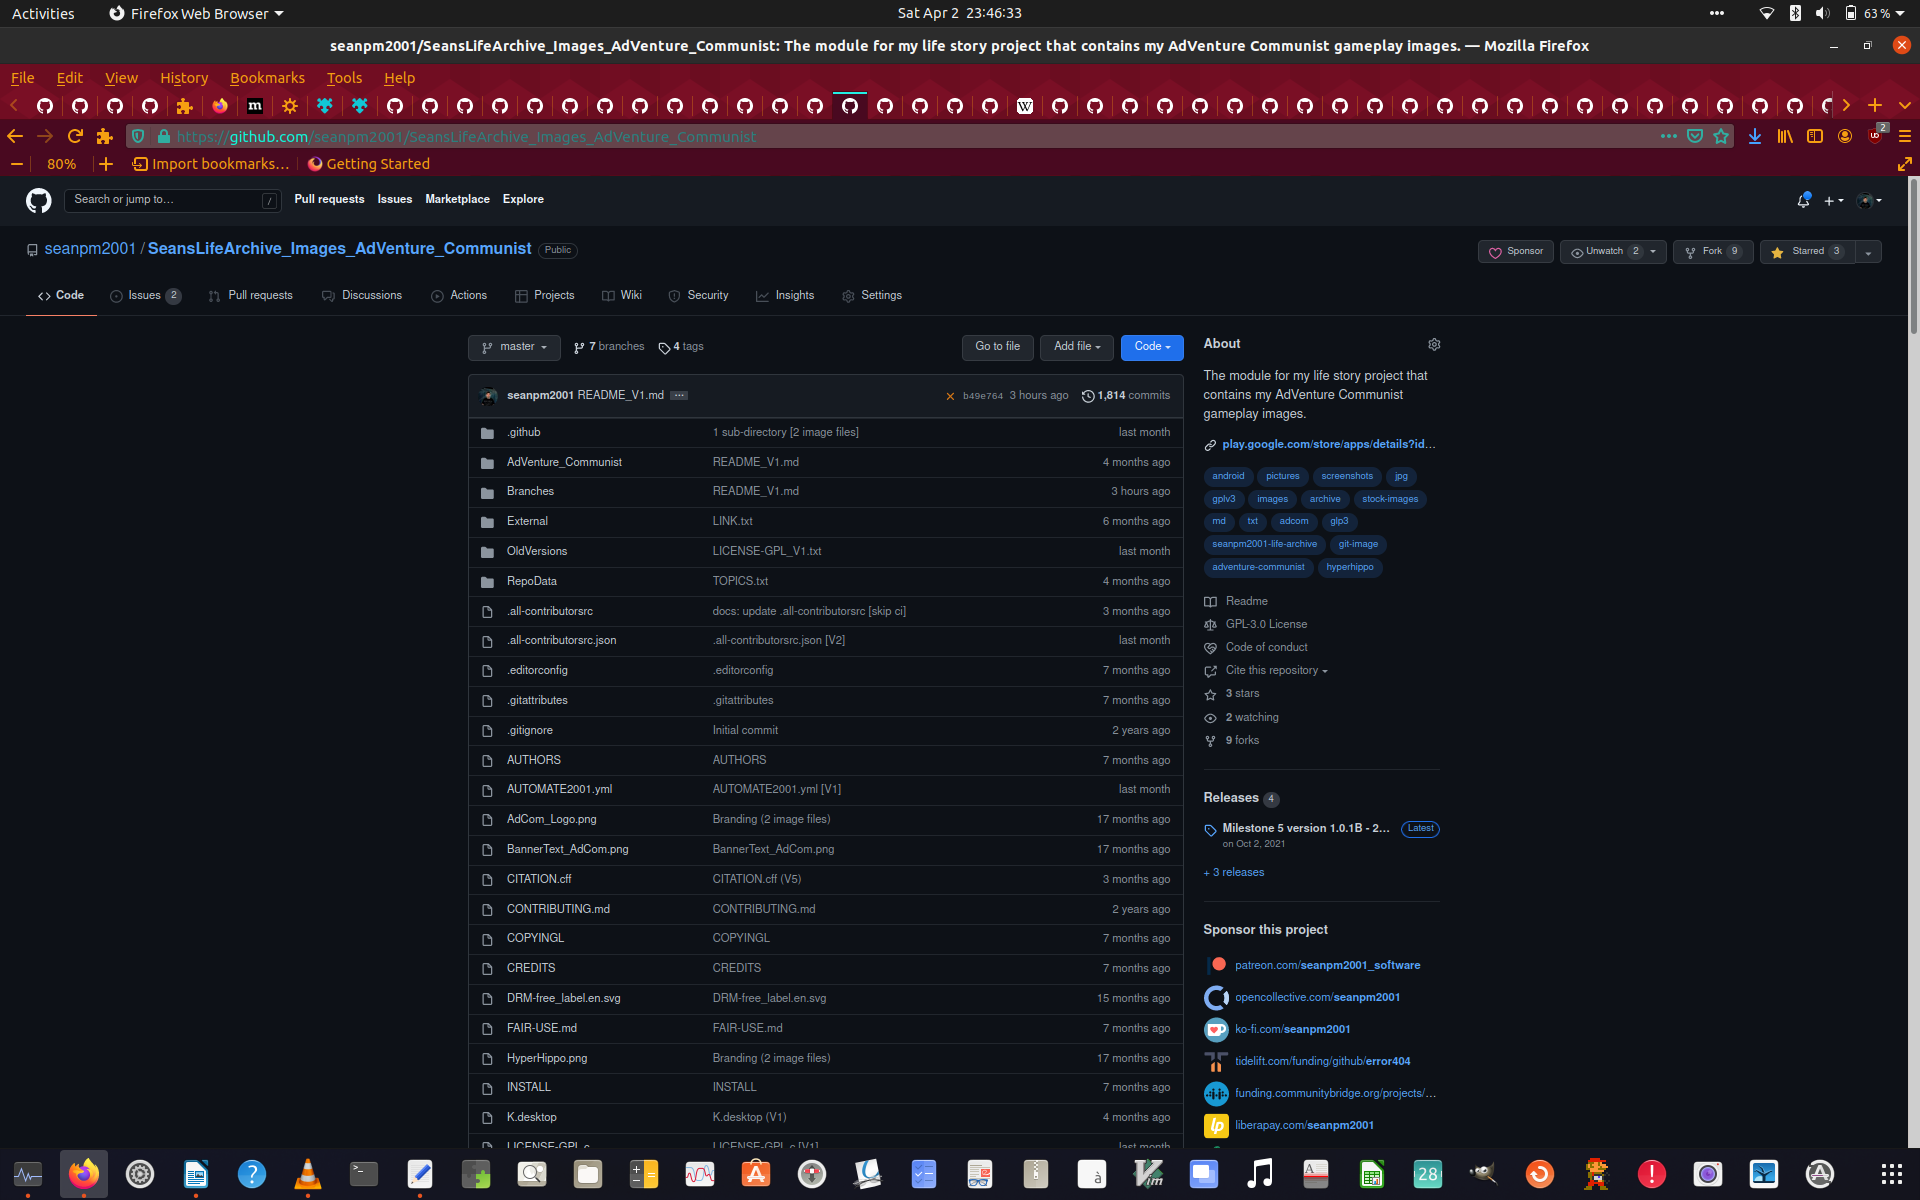 Activities Firefox Web Browser Sat Apr 2 23:46:33 63 %
seanpm2001/SeansLifeArchive_Images_AdVenture_Communist: The module for my life story project that contains my AdVenture Communist gameplay images. — Mozilla Firefox
File Edit View History Bookmarks Tools Help
https://github.com/seanpm2001/SeansLifeArchive_Images_AdVenture_Communist 2
80% Import bookmarks... Getting Started
Search or jump to... / Pull requests Issues Marketplace Explore
seanpm2001 / SeansLifeArchive_Images_AdVenture_Communist Public Sponsor Unwatch 2 Fork 9 Starred 3
Code Issues 2 Pull requests Discussions Actions Projects Wiki Security Insights Settings
master 7 branches 4 tags Go to file Add file Code
seanpm2001 README_V1.md ... b49e764 3 hours ago 1,814 commits
.github 1 sub-directory [2 image files] last month
AdVenture_Communist README_V1.md 4 months ago
Branches README_V1.md 3 hours ago
External LINK.txt 6 months ago
OldVersions LICENSE-GPL_V1.txt last month
RepoData TOPICS.txt 4 months ago
.all-contributorsrc docs: update .all-contributorsrc [skip ci] 3 months ago
.all-contributorsrc.json .all-contributorsrc.json [V2] last month
.editorconfig .editorconfig 7 months ago
.gitattributes .gitattributes 7 months ago
.gitignore Initial commit 2 years ago
AUTHORS AUTHORS 7 months ago
AUTOMATE2001.yml AUTOMATE2001.yml [V1] last month
AdCom_Logo.png Branding (2 image files) 17 months ago
BannerText_AdCom.png BannerText_AdCom.png 17 months ago
CITATION.cff CITATION.cff (V5) 3 months ago
CONTRIBUTING.md CONTRIBUTING.md 2 years ago
COPYINGL COPYINGL 7 months ago
CREDITS CREDITS 7 months ago
DRM-free_label.en.svg DRM-free_label.en.svg 15 months ago
FAIR-USE.md FAIR-USE.md 7 months ago
HyperHippo.png Branding (2 image files) 17 months ago
INSTALL INSTALL 7 months ago
K.desktop K.desktop (V1) 4 months ago
LICENSE-GPL.c LICENSE-GPL.c [V1] last month
About
The module for my life story project that
contains my AdVenture Communist
gameplay images.
play.google.com/store/apps/details?id...
android pictures screenshots jpg
gplv3 images archive stock-images
md txt adcom glp3
seanpm2001-life-archive git-image
adventure-communist hyperhippo
Readme
GPL-3.0 License
Code of conduct
Cite this repository
3 stars
2 watching
9 forks
Releases 4
Milestone 5 version 1.0.1B - 2... Latest
on Oct 2, 2021
+ 3 releases
Sponsor this project
patreon.com/seanpm2001_software
opencollective.com/seanpm2001
ko-fi.com/seanpm2001
tidelift.com/funding/github/error404
funding.communitybridge.org/projects/...
liberapay.com/seanpm2001
28